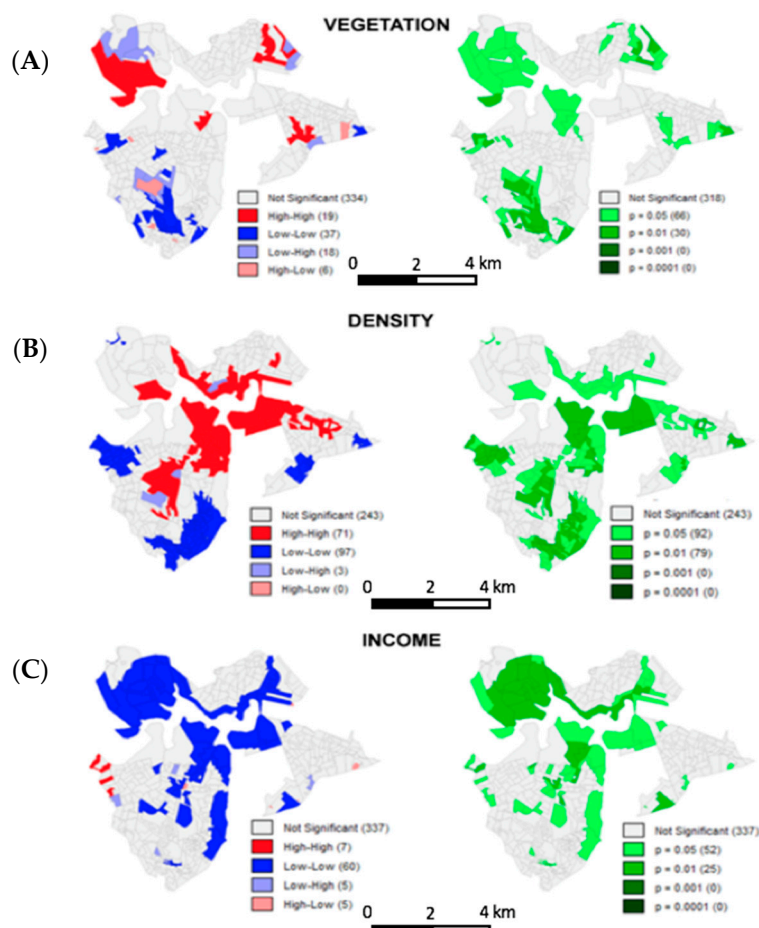 VEGETATION
(A)
Not Significant (334)
High-High (19)
Low-Low (37)
Low-High (18)
High-Low (6)
Not Significant (318)
p = 0.05 (66)
p = 0.01 (30)
p = 0.001 (0)
p = 0.0001 (0)
0 2 4 km
DENSITY
(B)
Not Significant (243)
High-High (71)
Low-Low (97)
Low-High (3)
High-Low (0)
Not Significant (243)
p = 0.05 (92)
p = 0.01 (79)
p = 0.001 (0)
p = 0.0001 (0)
0 2 4 km
INCOME
(C)
Not Significant (337)
High-High (7)
Low-Low (60)
Low-High (5)
High-Low (5)
Not Significant (337)
p = 0.05 (52)
p = 0.01 (25)
p = 0.001 (0)
p = 0.0001 (0)
0 2 4 km